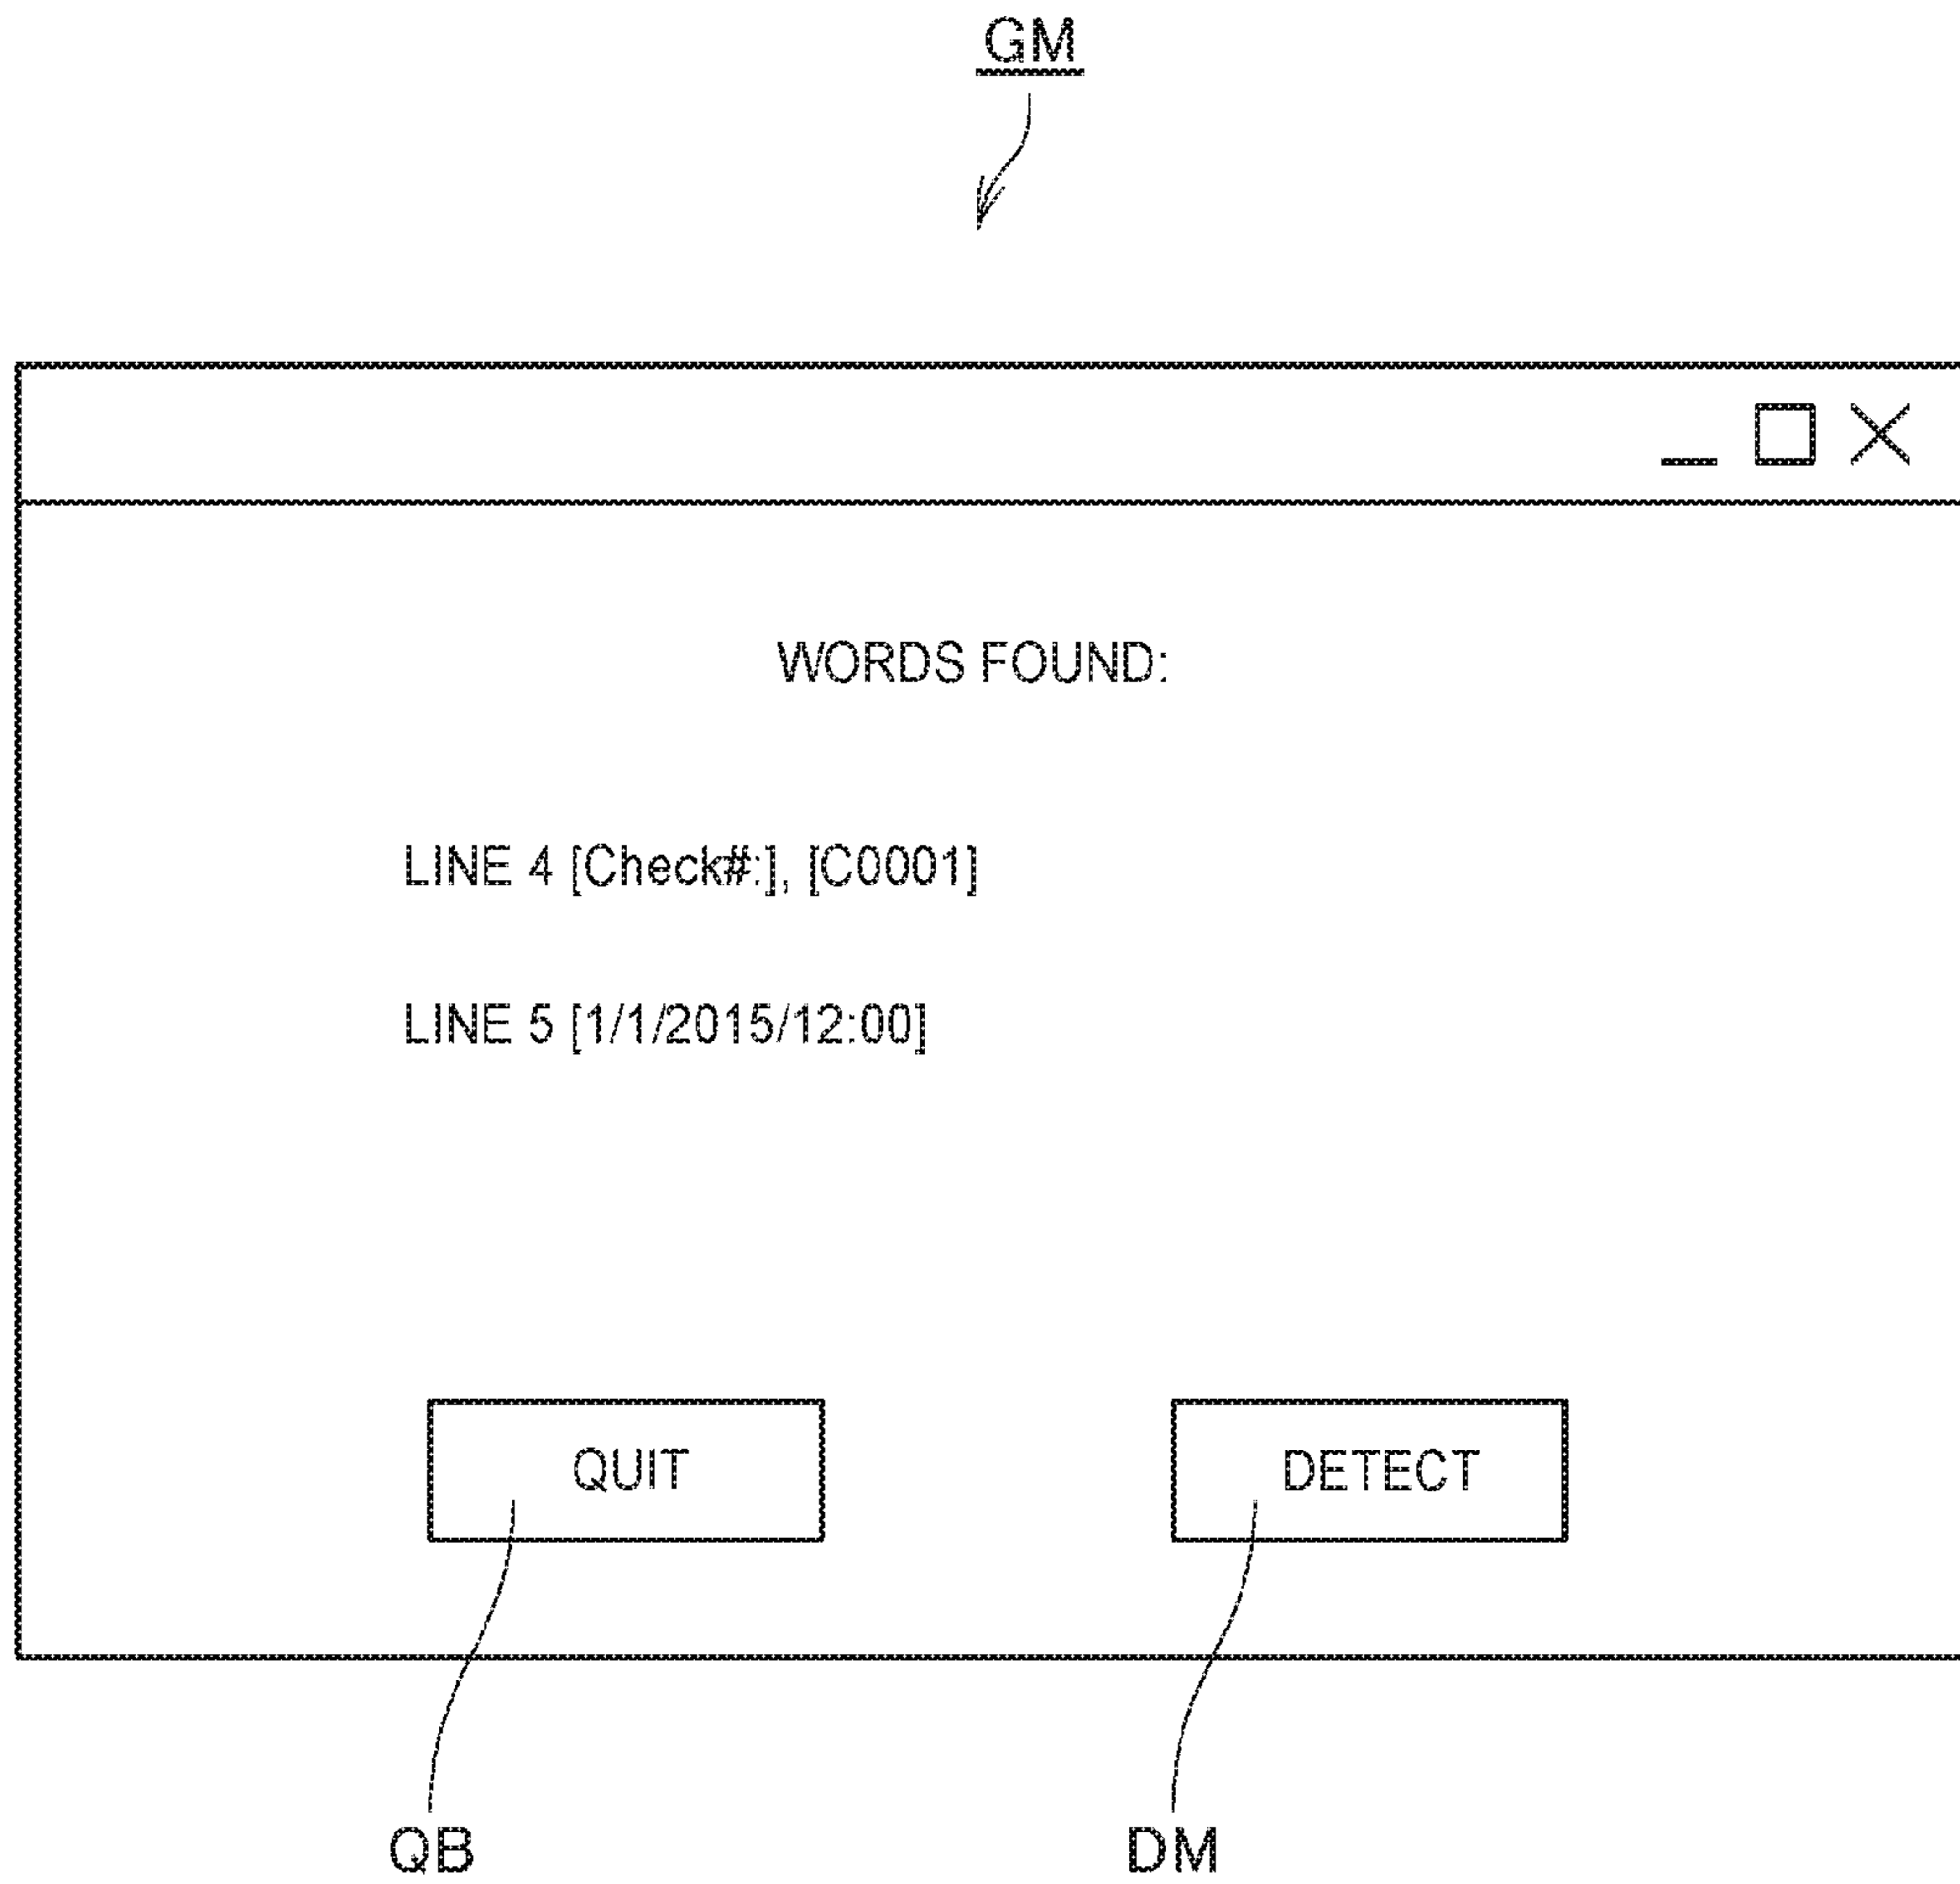 GM
WORDS FOUND:
LINE 4 [Check#:], [C0001]
LINE 5 [1/1/2015/12:00]
QUIT DETECT
QB DM